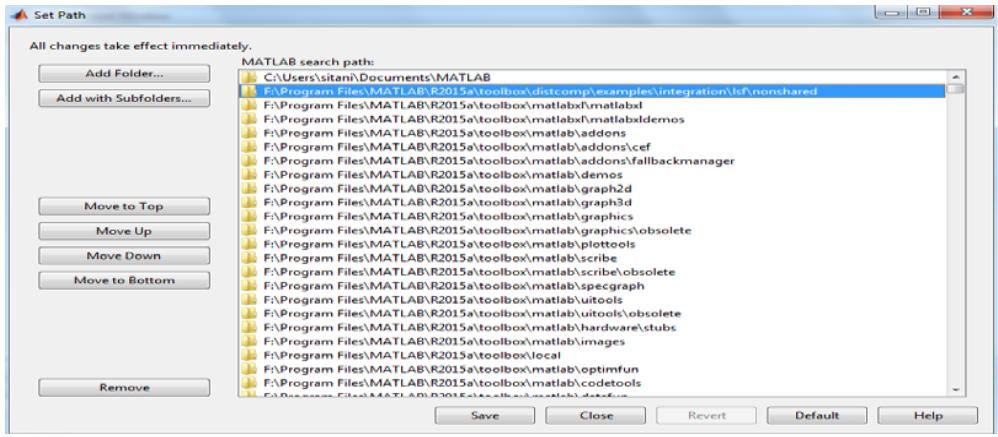 Set Path
All changes take effect immediately.
MATLAB search path:
Add Folder...
Add with Subfolders...
Move to Top
Move Up
Move Down
Move to Bottom
Remove
C:\Users\sitani\Documents\MATLAB
F:\Program Files\MATLAB\R2015a\toolbox\distcomp\examples\integration\lsf\nonshared
F:\Program Files\MATLAB\R2015a\toolbox\matlabxl\matlabxl
F:\Program Files\MATLAB\R2015a\toolbox\matlabxl\matlabxldemos
F:\Program Files\MATLAB\R2015a\toolbox\matlab\addons
F:\Program Files\MATLAB\R2015a\toolbox\matlab\addons\cef
F:\Program Files\MATLAB\R2015a\toolbox\matlab\addons\fallbackmanager
F:\Program Files\MATLAB\R2015a\toolbox\matlab\demos
F:\Program Files\MATLAB\R2015a\toolbox\matlab\graph2d
F:\Program Files\MATLAB\R2015a\toolbox\matlab\graph3d
F:\Program Files\MATLAB\R2015a\toolbox\matlab\graphics
F:\Program Files\MATLAB\R2015a\toolbox\matlab\graphics\obsolete
F:\Program Files\MATLAB\R2015a\toolbox\matlab\plottools
F:\Program Files\MATLAB\R2015a\toolbox\matlab\scribe
F:\Program Files\MATLAB\R2015a\toolbox\matlab\scribe\obsolete
F:\Program Files\MATLAB\R2015a\toolbox\matlab\specgraph
F:\Program Files\MATLAB\R2015a\toolbox\matlab\uitools
F:\Program Files\MATLAB\R2015a\toolbox\matlab\uitools\obsolete
F:\Program Files\MATLAB\R2015a\toolbox\matlab\hardware\stubs
F:\Program Files\MATLAB\R2015a\toolbox\matlab\images
F:\Program Files\MATLAB\R2015a\toolbox\local
F:\Program Files\MATLAB\R2015a\toolbox\matlab\optimfun
F:\Program Files\MATLAB\R2015a\toolbox\matlab\codetools
Save
Close
Revert
Default
Help